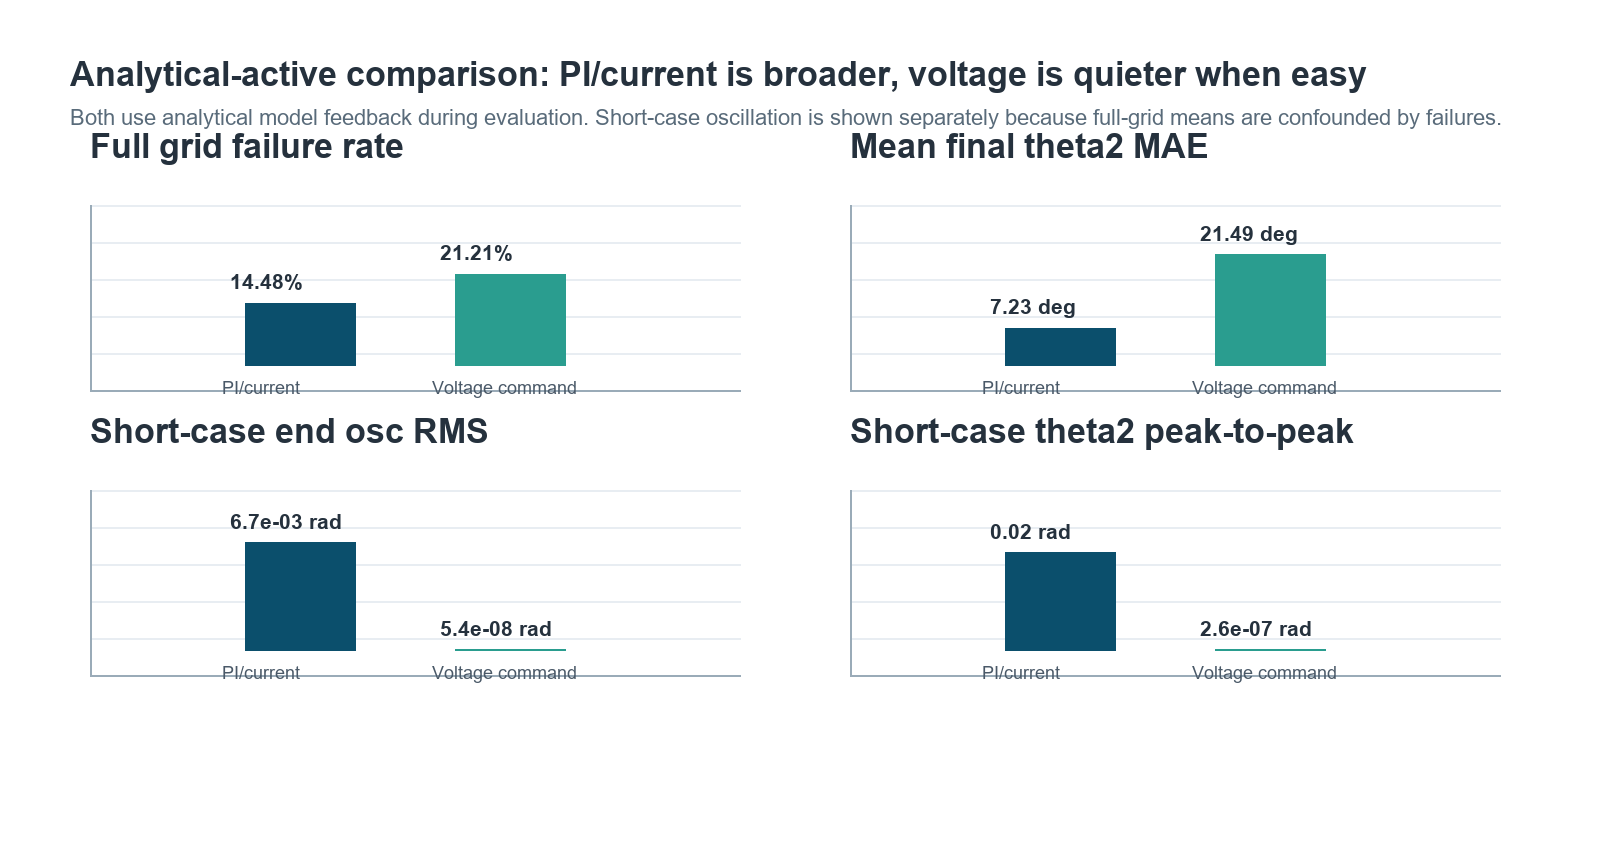 Analytical-active comparison: PI/current is broader, voltage is quieter when easy
Both use analytical model feedback during evaluation. Short-case oscillation is shown separately because full-grid means are confounded by failures.
Full grid failure rate
14.48%
21.21%
PI/current
Voltage command
Mean final theta2 MAE
7.23 deg
21.49 deg
PI/current
Voltage command
Short-case end osc RMS
6.7e-03 rad
5.4e-08 rad
PI/current
Voltage command
Short-case theta2 peak-to-peak
0.02 rad
2.6e-07 rad
PI/current
Voltage command